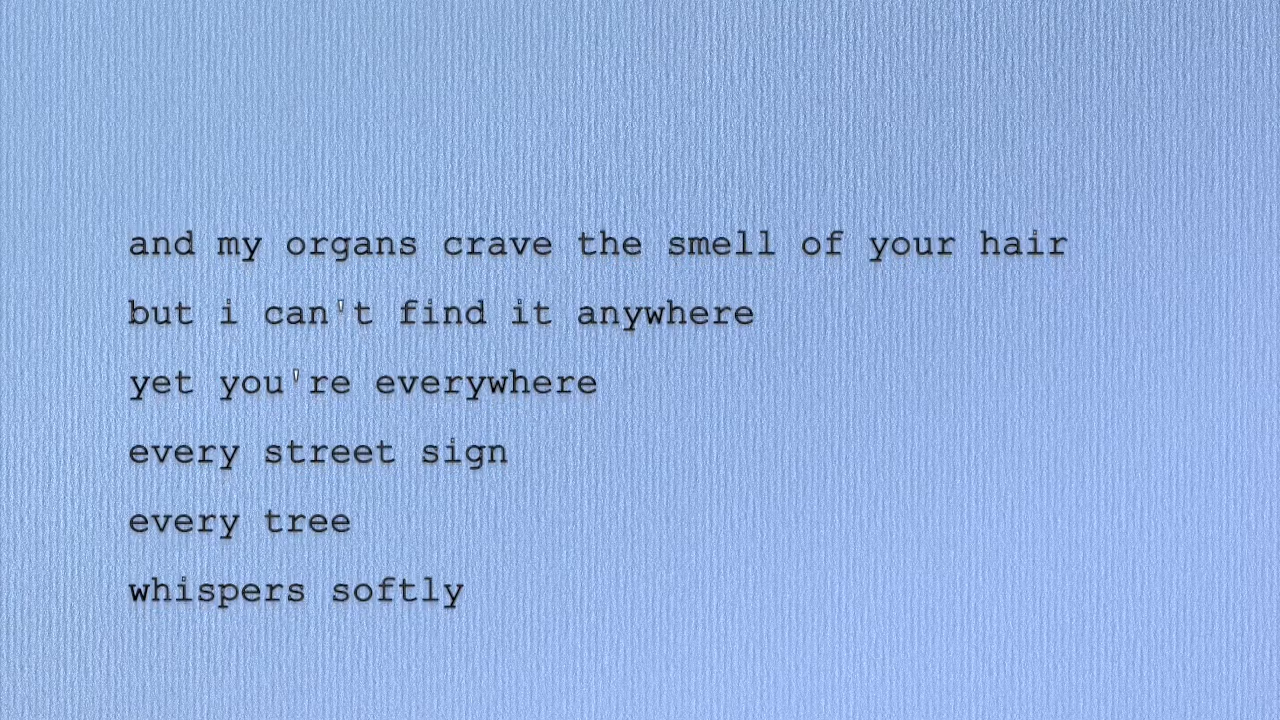 and my organs crave the smell of your hair
but i can't find it anywhere
yet you're everywhere
every street sign
every tree
whispers softly